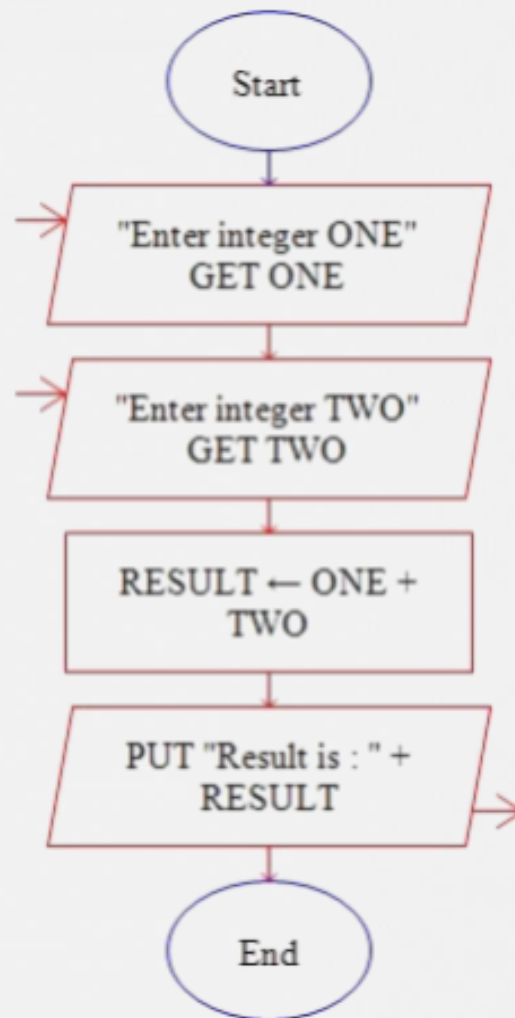 Start
"Enter integer ONE"
GET ONE
"Enter integer TWO"
GET TWO
RESULT ← ONE +
TWO
PUT "Result is : " +
RESULT
End